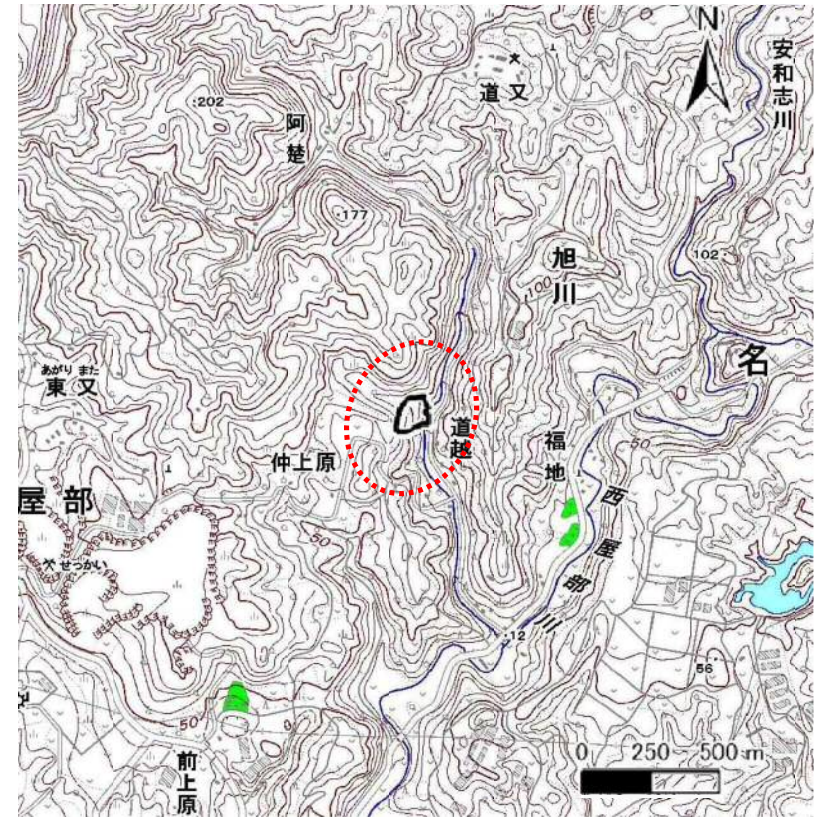 N
安和志川
道又
・202
阿楚
・177
旭川
102・
100
名
あがり また
東又
道越
福地
50
仲上原
屋部
西屋部川
50
せっかい
・12
56
50
0 250 500 m
前上原